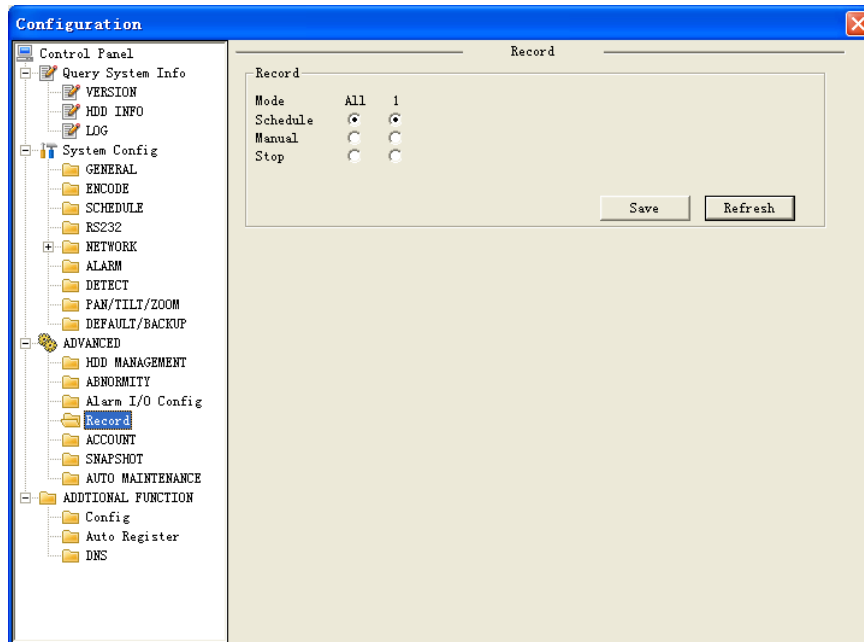 Configuration
Control Panel
Query System Info
VERSION
HDD INFO
LOG
System Config
GENERAL
ENCODE
SCHEDULE
RS232
NETWORK
ALARM
DETECT
PAN/TILT/ZOOM
DEFAULT/BACKUP
ADVANCED
HDD MANAGEMENT
ABNORMITY
Alarm I/O Config
Record
ACCOUNT
SNAPSHOT
AUTO MAINTENANCE
ADDTIONAL FUNCTION
Config
Auto Register
DNS
Record
Record
Mode All 1
Schedule
Manual
Stop
Save Refresh